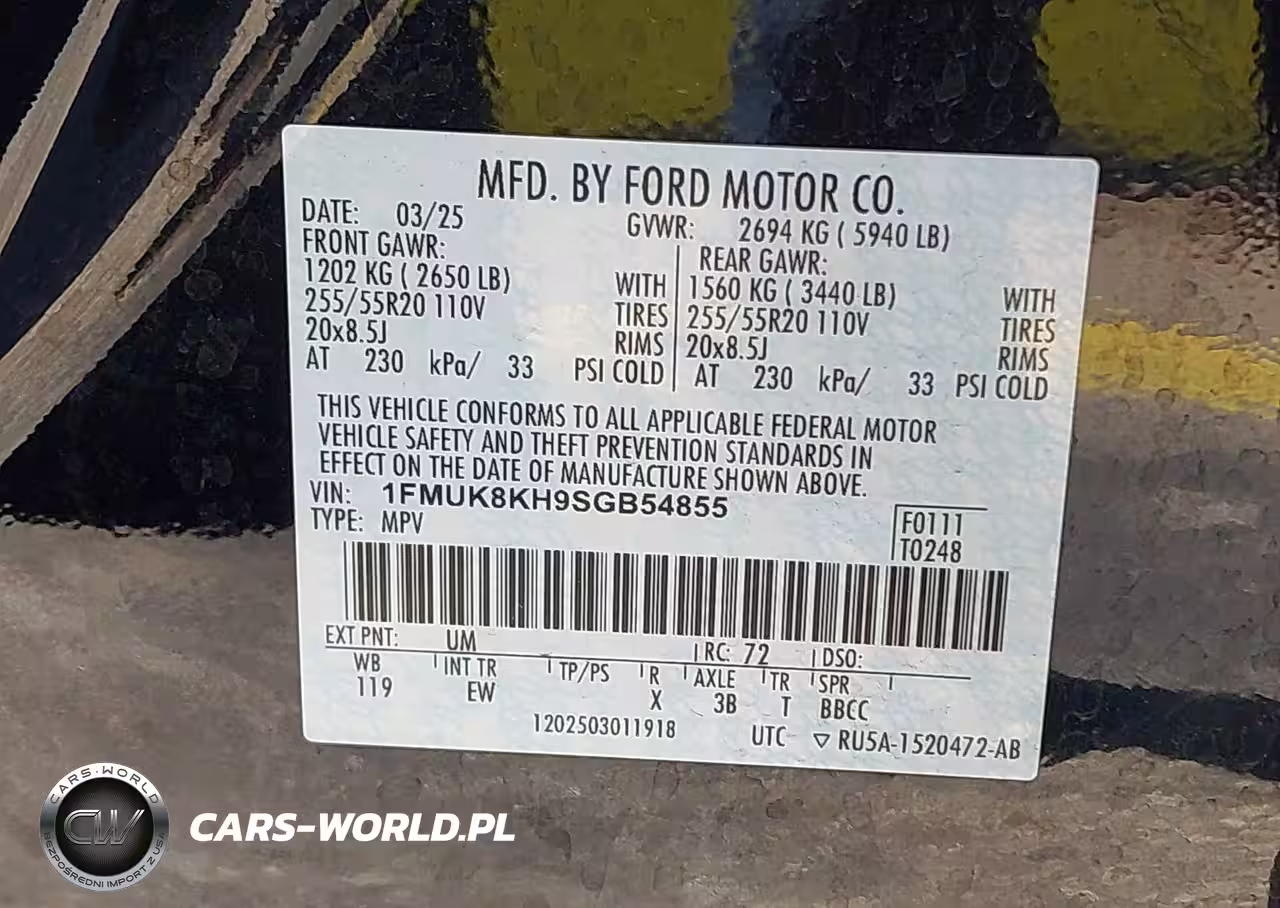 MFD. BY FORD MOTOR CO.
DATE: 03/25 GVWR: 2694 KG ( 5940 LB)
FRONT GAWR: REAR GAWR:
1202 KG ( 2650 LB) WITH 1560 KG ( 3440 LB) WITH
255/55R20 110V TIRES 255/55R20 110V TIRES
20x8.5J RIMS 20x8.5J RIMS
AT 230 kPa/ 33 PSI COLD AT 230 kPa/ 33 PSI COLD
THIS VEHICLE CONFORMS TO ALL APPLICABLE FEDERAL MOTOR
VEHICLE SAFETY AND THEFT PREVENTION STANDARDS IN
EFFECT ON THE DATE OF MANUFACTURE SHOWN ABOVE.
VIN: 1FMUK8KH9SGB54855
TYPE: MPV
F0111
T0248
EXT PNT: UM RC: 72 DSO:
WB INT TR TP/PS R AXLE TR SPR
119 EW X 3B T BBCC
1202503011918 UTC ▽ RU5A-1520472-AB
CARS-WORLD
CW
BEZPOŚREDNI IMPORT Z USA
CARS-WORLD.PL